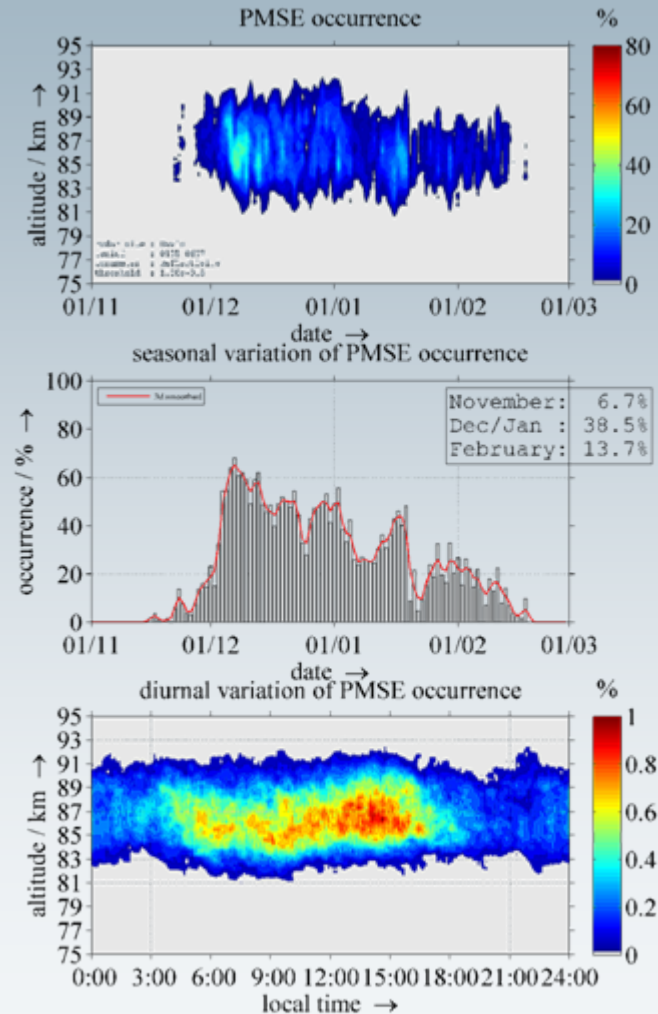 PMSE occurrence
%
95
93
91
89
87
85
83
81
79
77
75
altitude / km →
80
60
40
20
0
threshold :
01/11 01/12 01/01 01/02 01/03
date →
seasonal variation of PMSE occurrence
100
80
60
40
20
0
occurrence / % →
smoothed
November: 6.7%
Dec/Jan : 38.5%
February: 13.7%
01/11 01/12 01/01 01/02 01/03
date →
diurnal variation of PMSE occurrence
%
95
93
91
89
87
85
83
81
79
77
75
altitude / km →
1
0.8
0.6
0.4
0.2
0
0:00 3:00 6:00 9:00 12:00 15:00 18:00 21:00 24:00
local time →